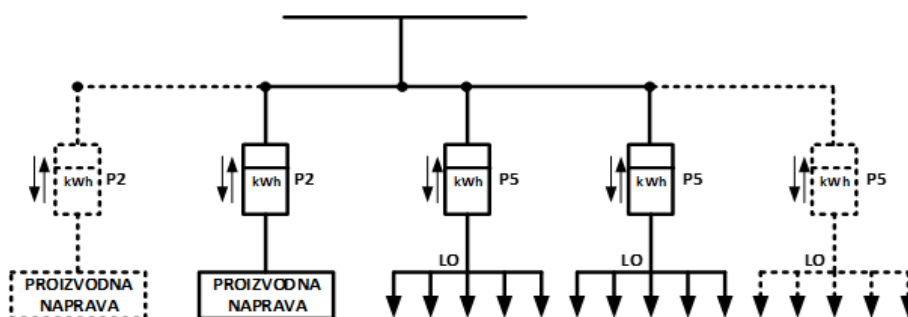 kWh P2
kWh P2
kWh P5
kWh P5
kWh P5
LO
LO
LO
PROIZVODNA
NAPRAVA
PROIZVODNA
NAPRAVA